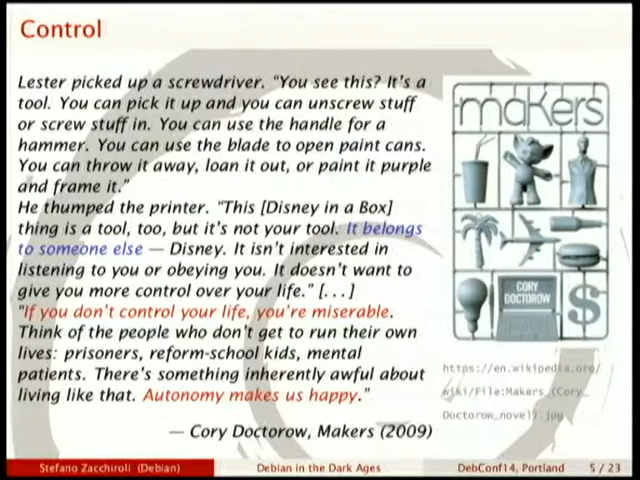 Control
Lester picked up a screwdriver. “You see this? It's a
tool. You can pick it up and you can unscrew stuff
or screw stuff in. You can use the handle for a
hammer. You can use the blade to open paint cans.
You can throw it away, loan it out, or paint it purple
and frame it.”
He thumped the printer. “This [Disney in a Box]
thing is a tool, too, but it's not your tool. It belongs
to someone else — Disney. It isn't interested in
listening to you or obeying you. It doesn't want to
give you more control over your life.” [...]
“If you don't control your life, you're miserable.
Think of the people who don't get to run their own
lives: prisoners, reform-school kids, mental
patients. There's something inherently awful about
living like that. Autonomy makes us happy.”
— Cory Doctorow, Makers (2009)
makers
CORY
DOCTOROW
$
https://en.wikipedia.org/
wiki/File:Makers_(Cory_
Doctorow_novel).jpg
Stefano Zacchiroli (Debian)
Debian in the Dark Ages
DebConf14, Portland
5 / 23